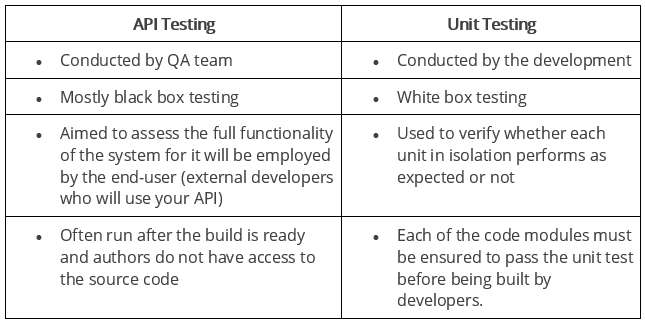 API Testing
Unit Testing
• Conducted by QA team
• Conducted by the development
• Mostly black box testing
• White box testing
• Aimed to assess the full functionality
of the system for it will be employed
by the end-user (external developers
who will use your API)
• Used to verify whether each
unit in isolation performs as
expected or not
• Often run after the build is ready
and authors do not have access to
the source code
• Each of the code modules must
be ensured to pass the unit test
before being built by
developers.